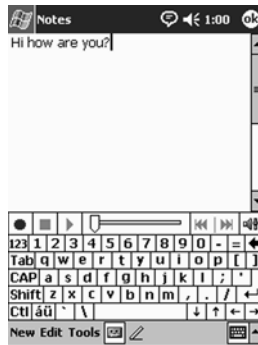 Notes 1:00 ok
Hi how are you?
123 1 2 3 4 5 6 7 8 9 0 - =
Tab q w e r t y u i o p [ ]
CAP a s d f g h j k l ; '
Shift z x c v b n m , . /
Ctl áü ` \
New Edit Tools